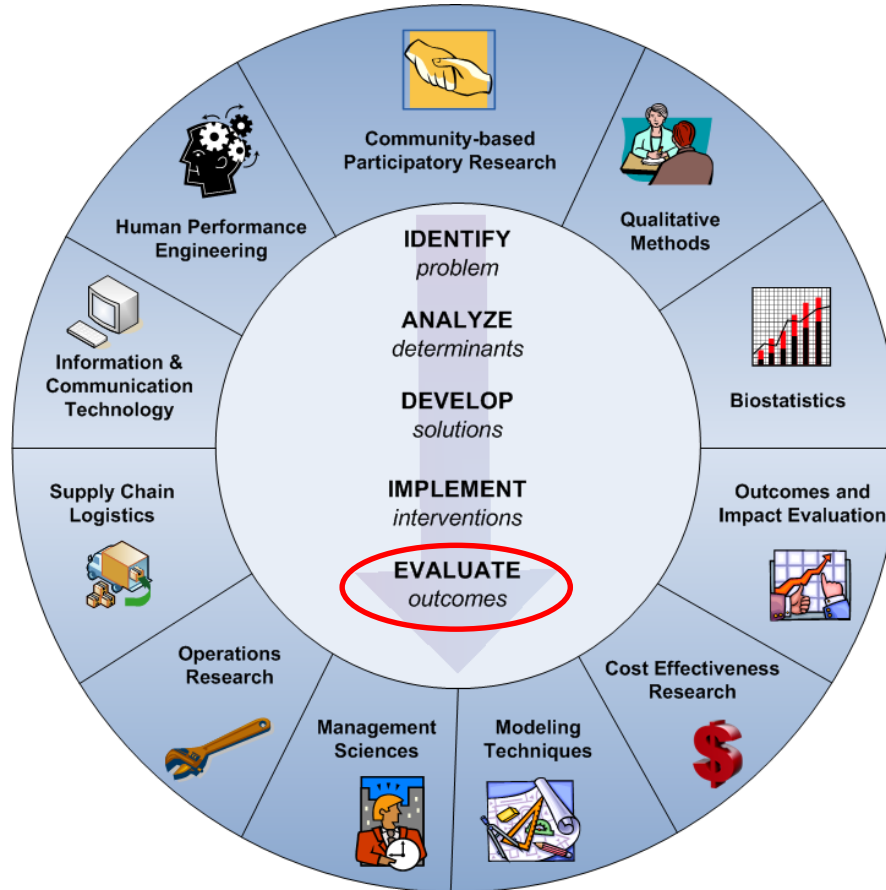 Community-based
Participatory Research
Qualitative
Methods
Biostatistics
Outcomes and
Impact Evaluation
Cost Effectiveness
Research
Modeling
Techniques
Management
Sciences
Operations
Research
Supply Chain
Logistics
Information &
Communication
Technology
Human Performance
Engineering
IDENTIFY
problem
ANALYZE
determinants
DEVELOP
solutions
IMPLEMENT
interventions
EVALUATE
outcomes